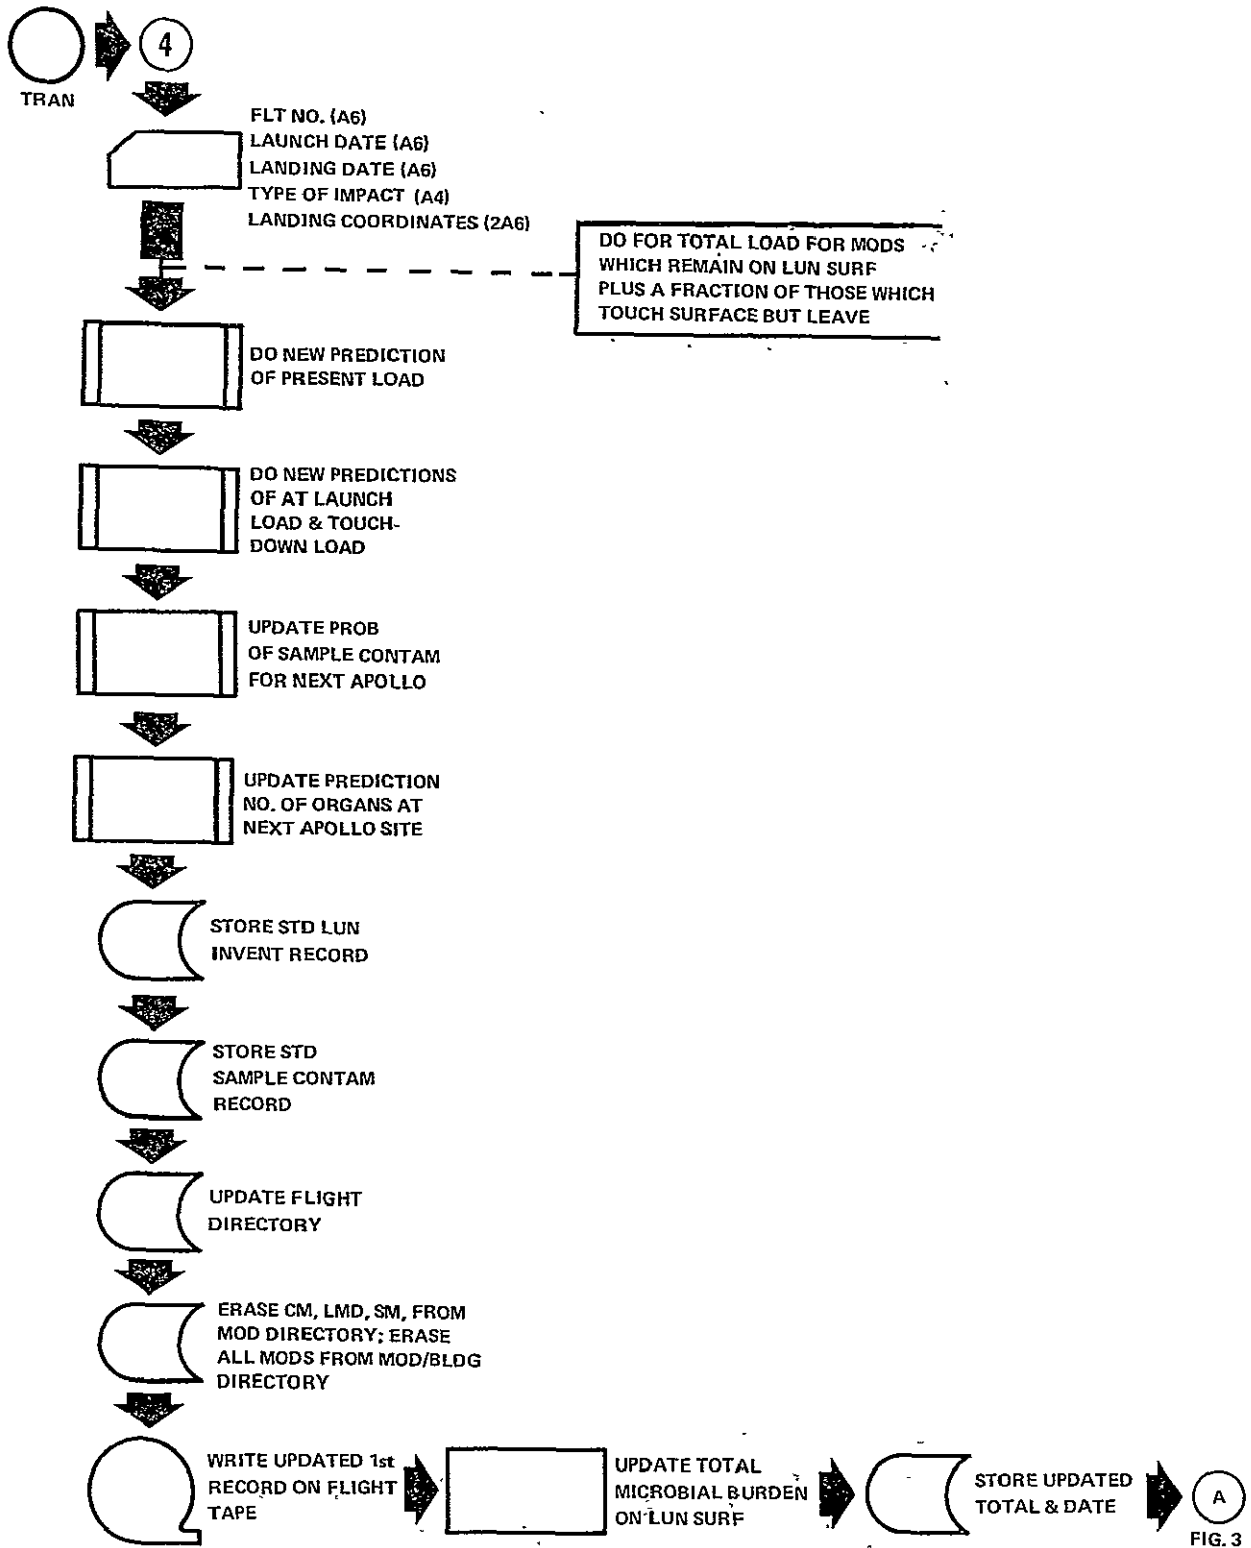 4
TRAN
FLT NO. (A6)
LAUNCH DATE (A6)
LANDING DATE (A6)
TYPE OF IMPACT (A4)
LANDING COORDINATES (2A6)
DO FOR TOTAL LOAD FOR MODS
WHICH REMAIN ON LUN SURF
PLUS A FRACTION OF THOSE WHICH
TOUCH SURFACE BUT LEAVE
DO NEW PREDICTION
OF PRESENT LOAD
DO NEW PREDICTIONS
OF AT LAUNCH
LOAD & TOUCH-
DOWN LOAD
UPDATE PROB
OF SAMPLE CONTAM
FOR NEXT APOLLO
UPDATE PREDICTION
NO. OF ORGANS AT
NEXT APOLLO SITE
STORE STD LUN
INVENT RECORD
STORE STD
SAMPLE CONTAM
RECORD
UPDATE FLIGHT
DIRECTORY
ERASE CM, LMD, SM, FROM
MOD DIRECTORY; ERASE
ALL MODS FROM MOD/BLDG
DIRECTORY
WRITE UPDATED 1st
RECORD ON FLIGHT
TAPE
UPDATE TOTAL
MICROBIAL BURDEN
ON LUN SURF
STORE UPDATED
TOTAL & DATE
A
FIG. 3